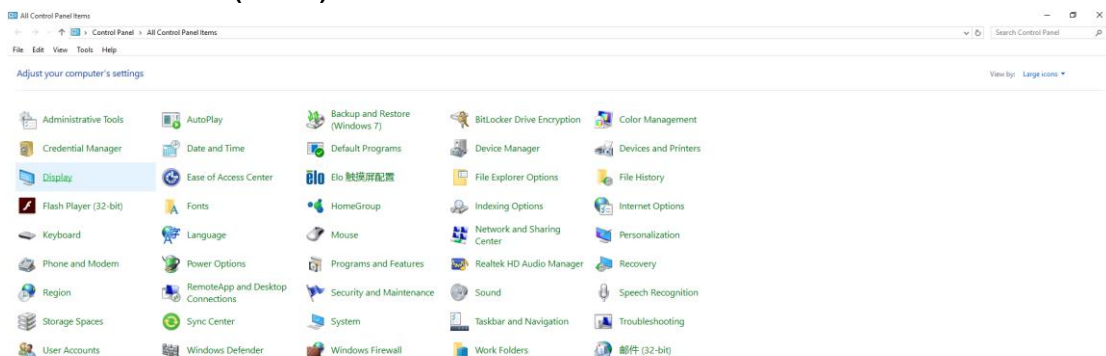 All Control Panel Items
Control Panel > All Control Panel Items
Search Control Panel
File Edit View Tools Help
Adjust your computer's settings
View by: Large icons
Administrative Tools
AutoPlay
Backup and Restore
(Windows 7)
BitLocker Drive Encryption
Color Management
Credential Manager
Date and Time
Default Programs
Device Manager
Devices and Printers
Display
Ease of Access Center
elo Elo 触摸屏配置
File Explorer Options
File History
Flash Player (32-bit)
Fonts
HomeGroup
Indexing Options
Internet Options
Keyboard
Language
Mouse
Network and Sharing
Center
Personalization
Phone and Modem
Power Options
Programs and Features
Realtek HD Audio Manager
Recovery
Region
RemoteApp and Desktop
Connections
Security and Maintenance
Sound
Speech Recognition
Storage Spaces
Sync Center
System
Taskbar and Navigation
Troubleshooting
User Accounts
Windows Defender
Windows Firewall
Work Folders
邮件 (32-bit)